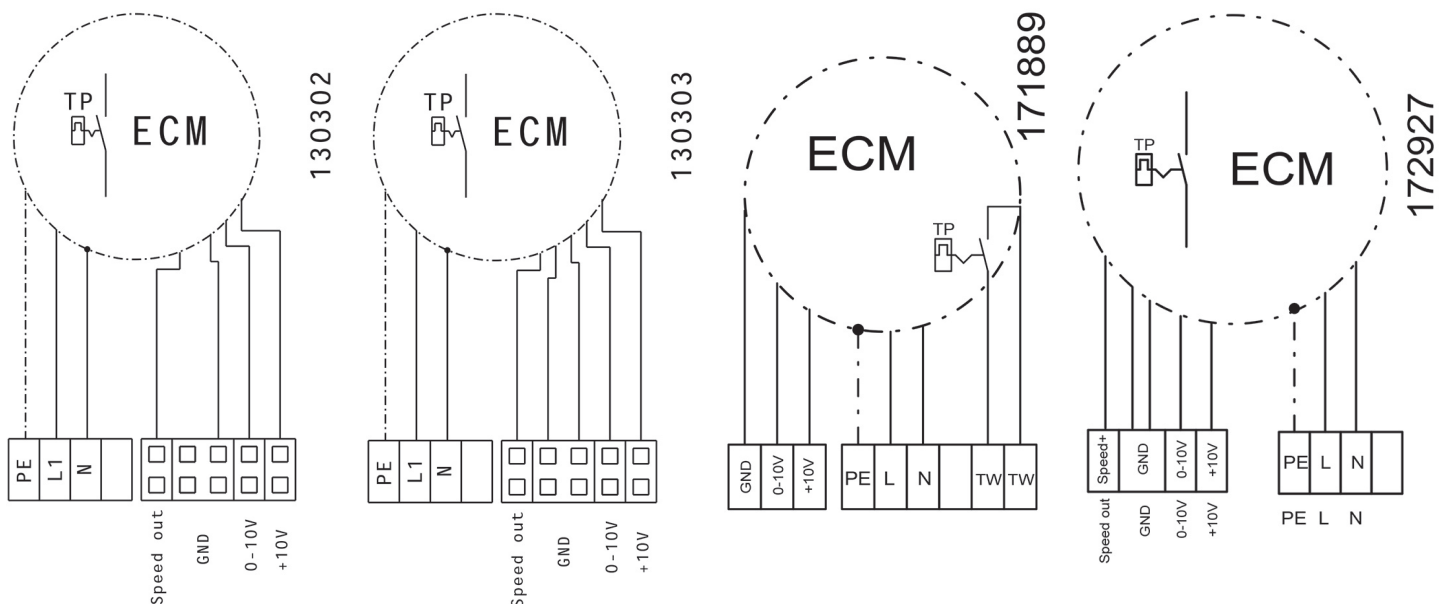 TP
ECM
130302
PE
L1
N
Speed out
GND
0-10V
+10V
TP
ECM
130303
PE
L1
N
Speed out
GND
0-10V
+10V
ECM
1771889
TP
GND
0-10V
+10V
PE
L
N
TW
TW
TP
ECM
172927
Speed+
GND
0-10V
+10V
Speed out
GND
0-10V
+10V
PE
L
N
PE L N